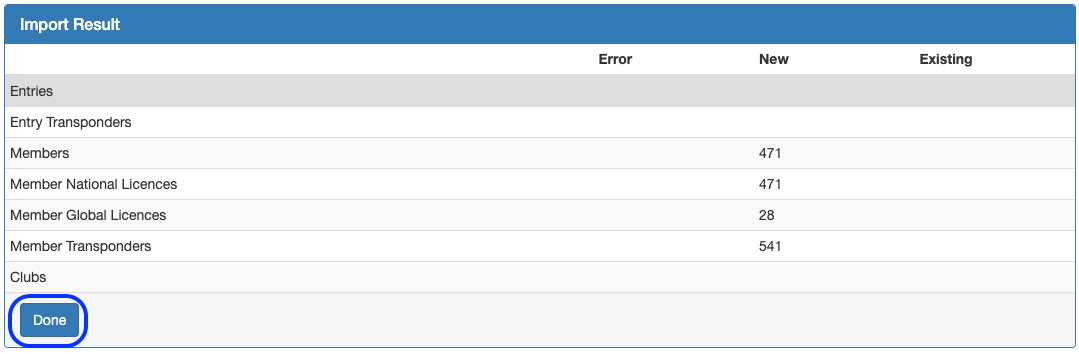 Import Result
Error New Existing
Entries
Entry Transponders
Members 471
Member National Licences 471
Member Global Licences 28
Member Transponders 541
Clubs
Done